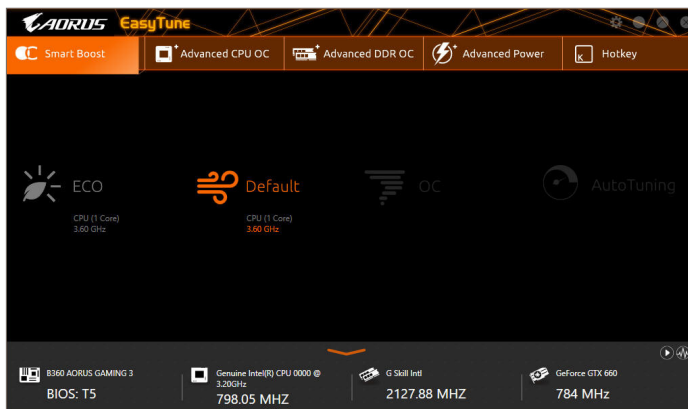 AORUS EasyTune
Smart Boost
Advanced CPU OC
Advanced DDR OC
Advanced Power
K
Hotkey
ECO
CPU (1 Core)
3.60 GHz
Default
CPU (1 Core)
3.60 GHz
OC
AutoTuning
B360 AORUS GAMING 3
BIOS: T5
Genuine Intel(R) CPU 0000 @
3.20GHz
798.05 MHZ
G Skill Intl
2127.88 MHZ
GeForce GTX 660
784 MHz